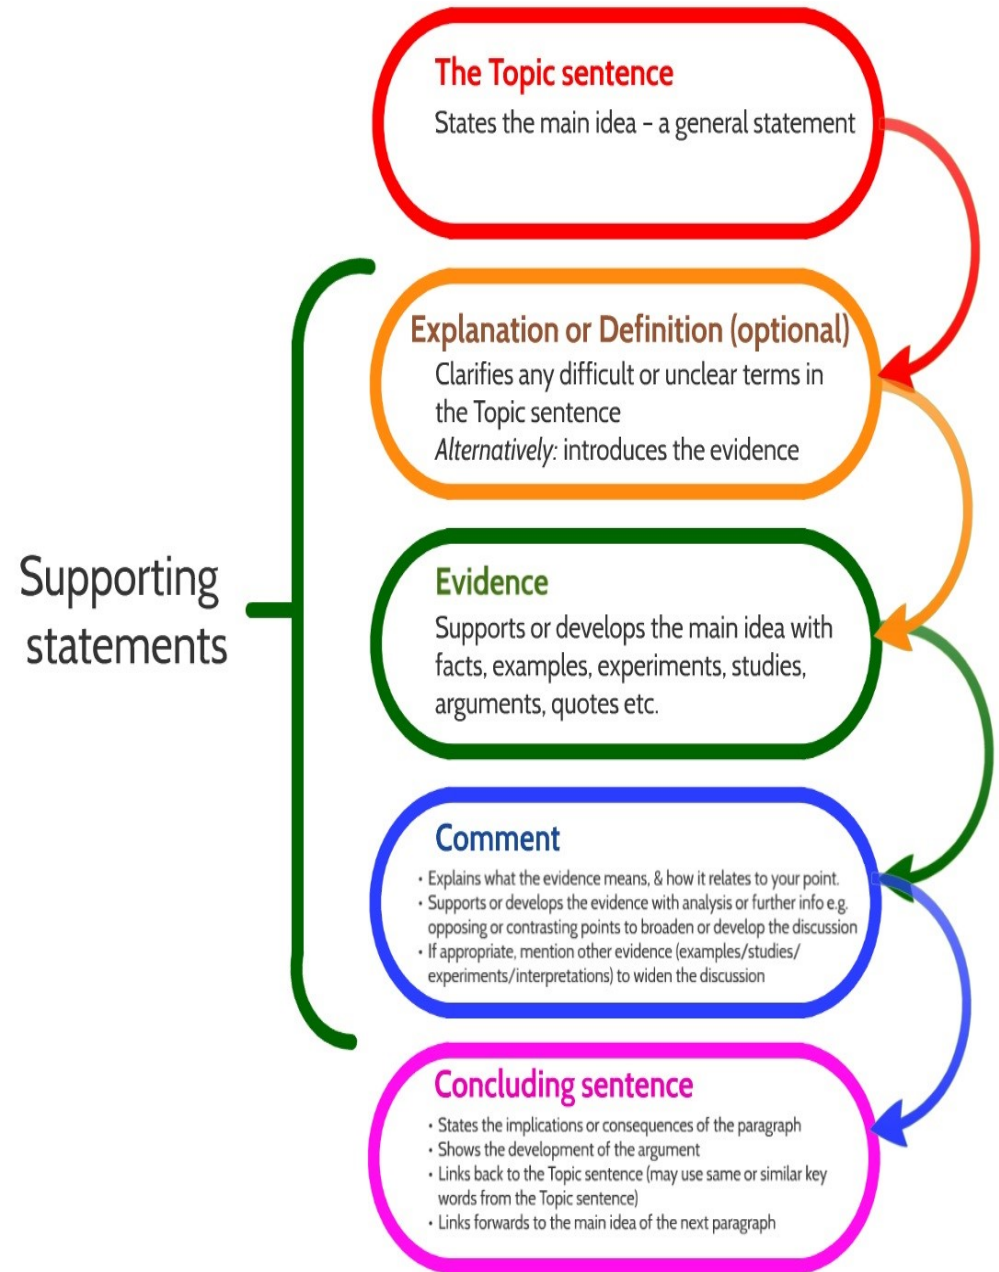 The Topic sentence
States the main idea – a general statement
Explanation or Definition (optional)
Clarifies any difficult or unclear terms in
the Topic sentence
Alternatively: introduces the evidence
Supporting
statements
Evidence
Supports or develops the main idea with
facts, examples, experiments, studies,
arguments, quotes etc.
Comment
• Explains what the evidence means, & how it relates to your point.
• Supports or develops the evidence with analysis or further info e.g.
opposing or contrasting points to broaden or develop the discussion
• If appropriate, mention other evidence (examples/studies/
experiments/interpretations) to widen the discussion
Concluding sentence
• States the implications or consequences of the paragraph
• Shows the development of the argument
• Links back to the Topic sentence (may use same or similar key
words from the Topic sentence)
• Links forwards to the main idea of the next paragraph